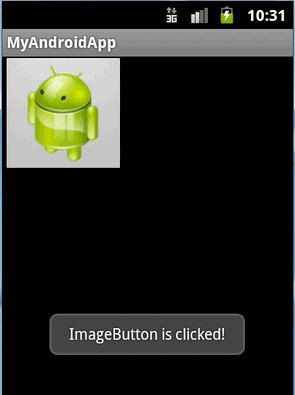 3G
10:31
MyAndroidApp
ImageButton is clicked!